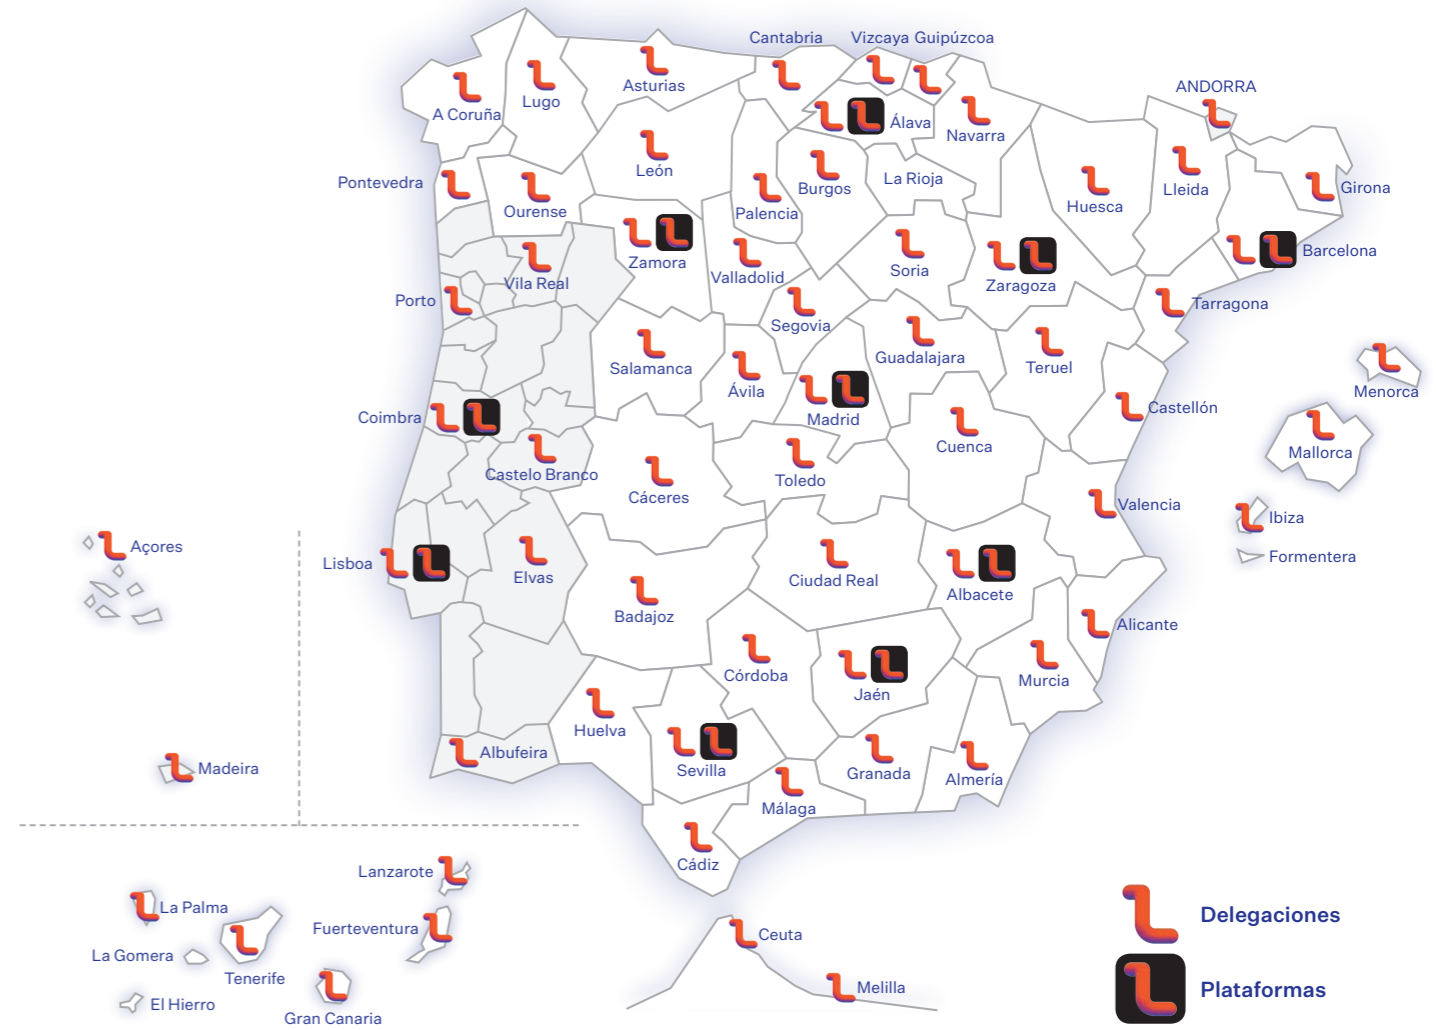 Cantabria
Vizcaya
Guipúzcoa
Asturias
ANDORRA
A Coruña
Lugo
Álava
Navarra
León
Pontevedra
Ourense
Palencia
Burgos
La Rioja
Huesca
Lleida
Girona
Zamora
Valladolid
Soria
Zaragoza
Barcelona
Vila Real
Porto
Segovia
Tarragona
Salamanca
Ávila
Guadalajara
Teruel
Menorca
Coimbra
Madrid
Castellón
Cuenca
Mallorca
Castelo Branco
Cáceres
Toledo
Valencia
Ibiza
Formentera
Açores
Lisboa
Elvas
Ciudad Real
Albacete
Badajoz
Alicante
Córdoba
Jaén
Murcia
Huelva
Albufeira
Sevilla
Granada
Almería
Madeira
Málaga
Cádiz
Lanzarote
La Palma
Fuerteventura
La Gomera
Tenerife
El Hierro
Gran Canaria
Ceuta
Melilla
Delegaciones
Plataformas